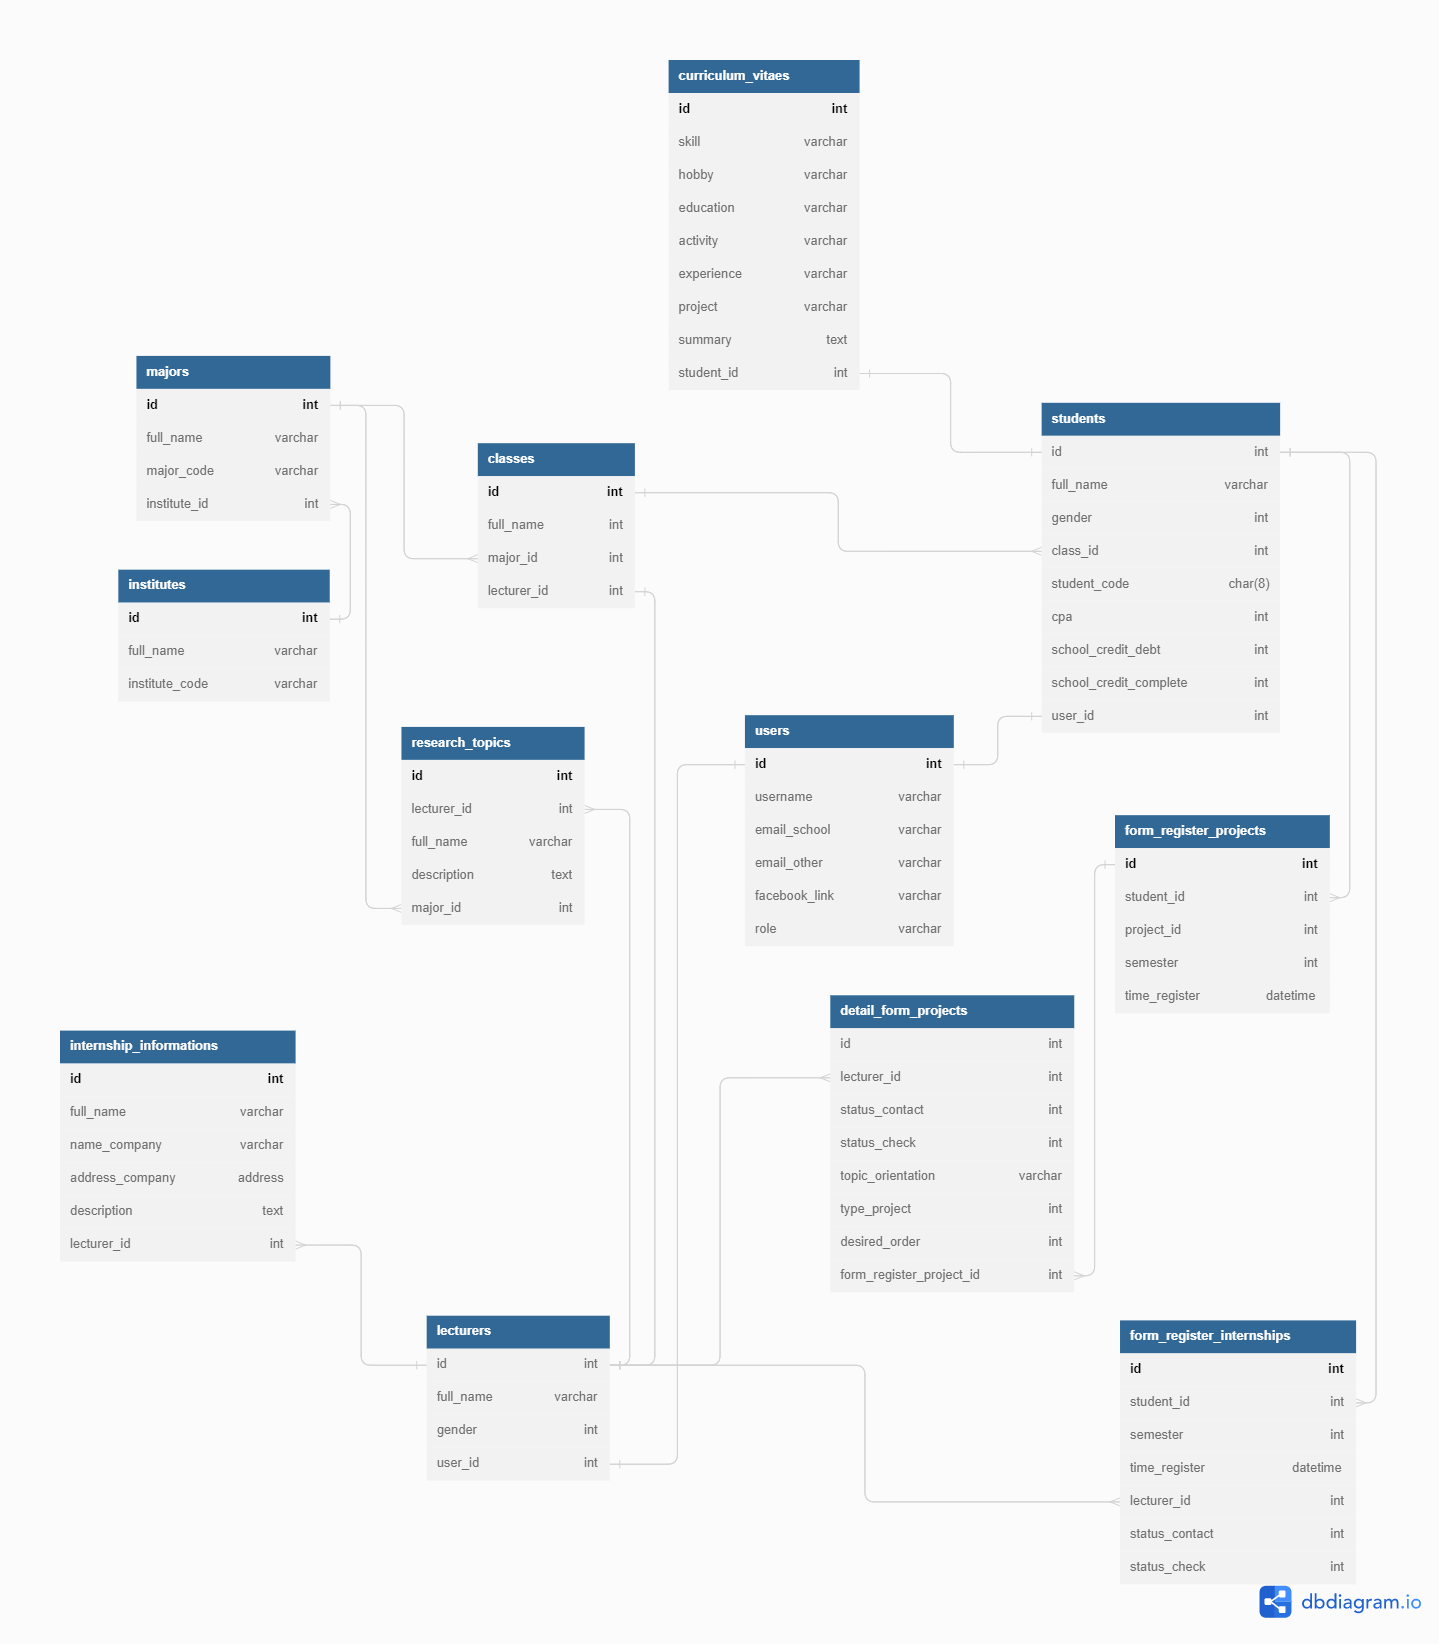 curriculum_vitaes
id int
skill varchar
hobby varchar
education varchar
activity varchar
experience varchar
project varchar
summary text
student_id int
majors
id int
full_name varchar
major_code varchar
institute_id int
students
id int
full_name varchar
gender int
class_id int
student_code char(8)
cpa int
school_credit_debt int
school_credit_complete int
user_id int
classes
id int
full_name int
major_id int
lecturer_id int
institutes
id int
full_name varchar
institute_code varchar
research_topics
id int
lecturer_id int
full_name varchar
description text
major_id int
users
id int
username varchar
email_school varchar
email_other varchar
facebook_link varchar
role varchar
form_register_projects
id int
student_id int
project_id int
semester int
time_register datetime
detail_form_projects
id int
lecturer_id int
status_contact int
status_check int
topic_orientation varchar
type_project int
desired_order int
form_register_project_id int
internship_informations
id int
full_name varchar
name_company varchar
address_company address
description text
lecturer_id int
lecturers
id int
full_name varchar
gender int
user_id int
form_register_internships
id int
student_id int
semester int
time_register datetime
lecturer_id int
status_contact int
status_check int
dbdiagram.io